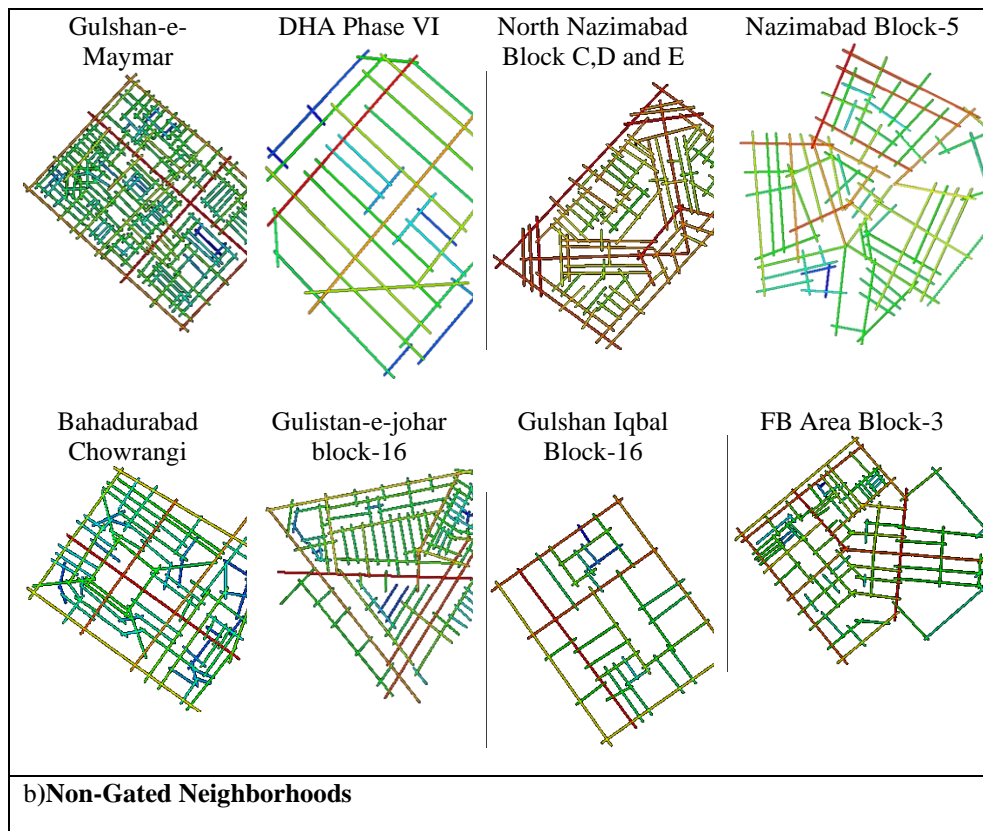 Gulshan-e-
Maymar
DHA Phase VI
North Nazimabad
Block C,D and E
Nazimabad Block-5
Bahadurabad
Chowrangi
Gulistan-e-johar
block-16
Gulshan Iqbal
Block-16
FB Area Block-3
b)Non-Gated Neighborhoods